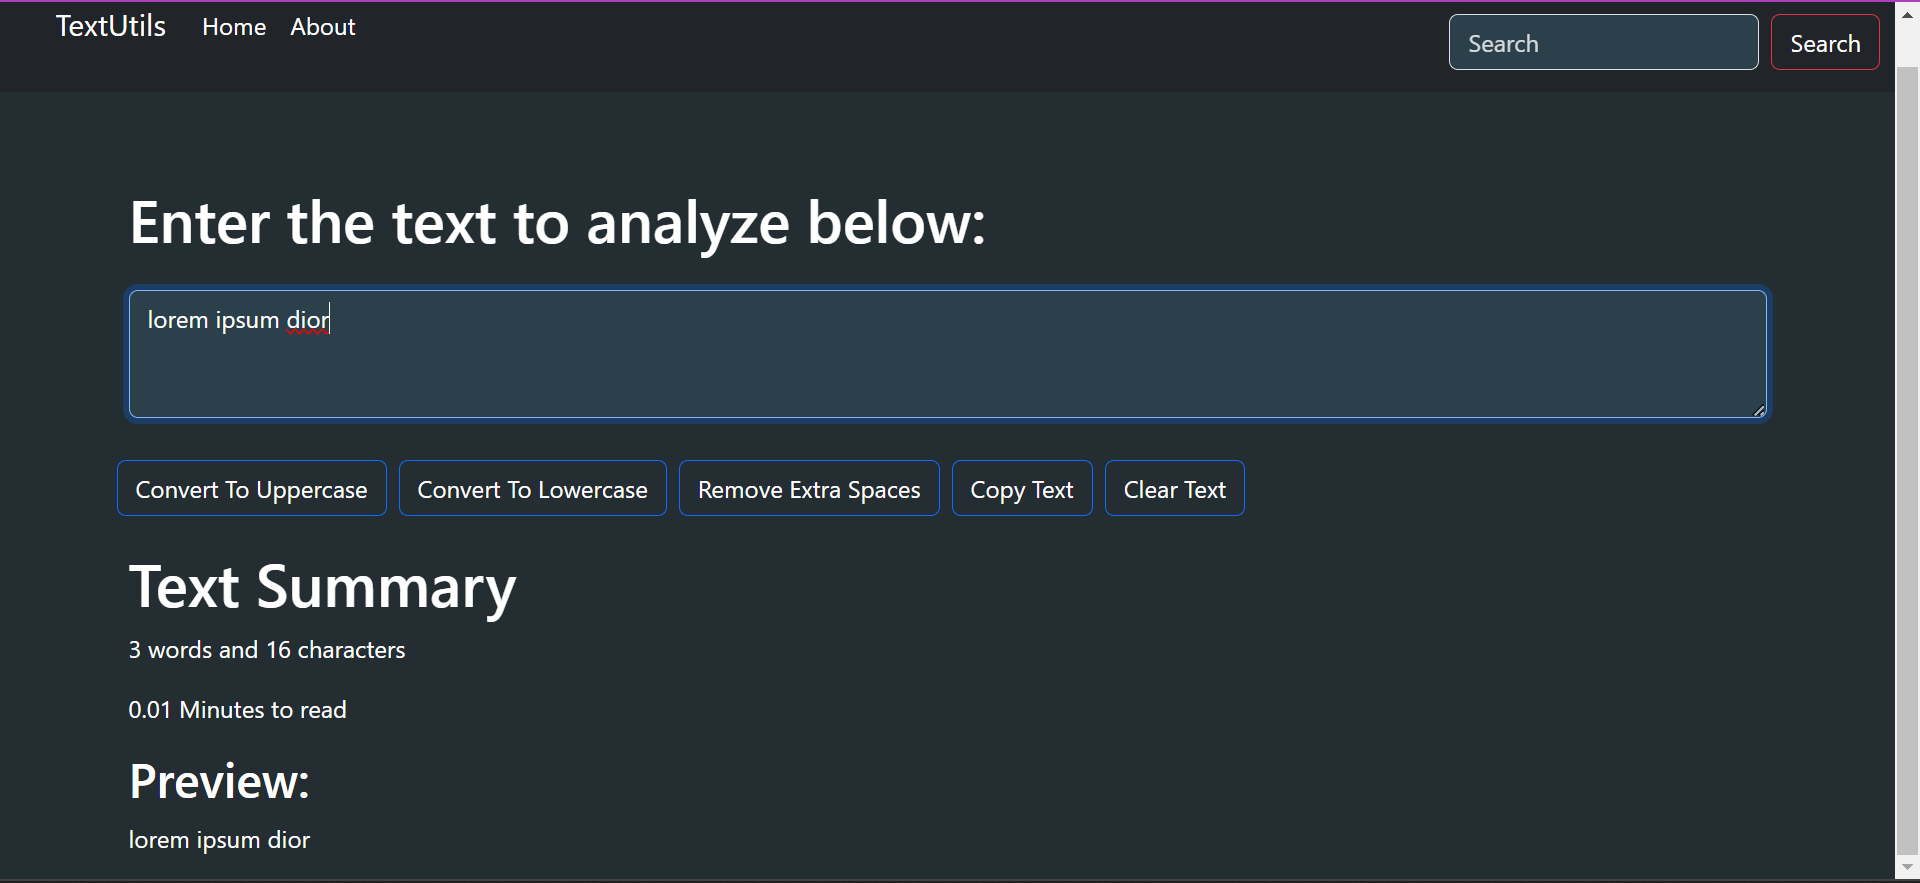 TextUtils Home About Search Search
Enter the text to analyze below:
lorem ipsum dior
Convert To Uppercase Convert To Lowercase Remove Extra Spaces Copy Text Clear Text
Text Summary
3 words and 16 characters
0.01 Minutes to read
Preview:
lorem ipsum dior